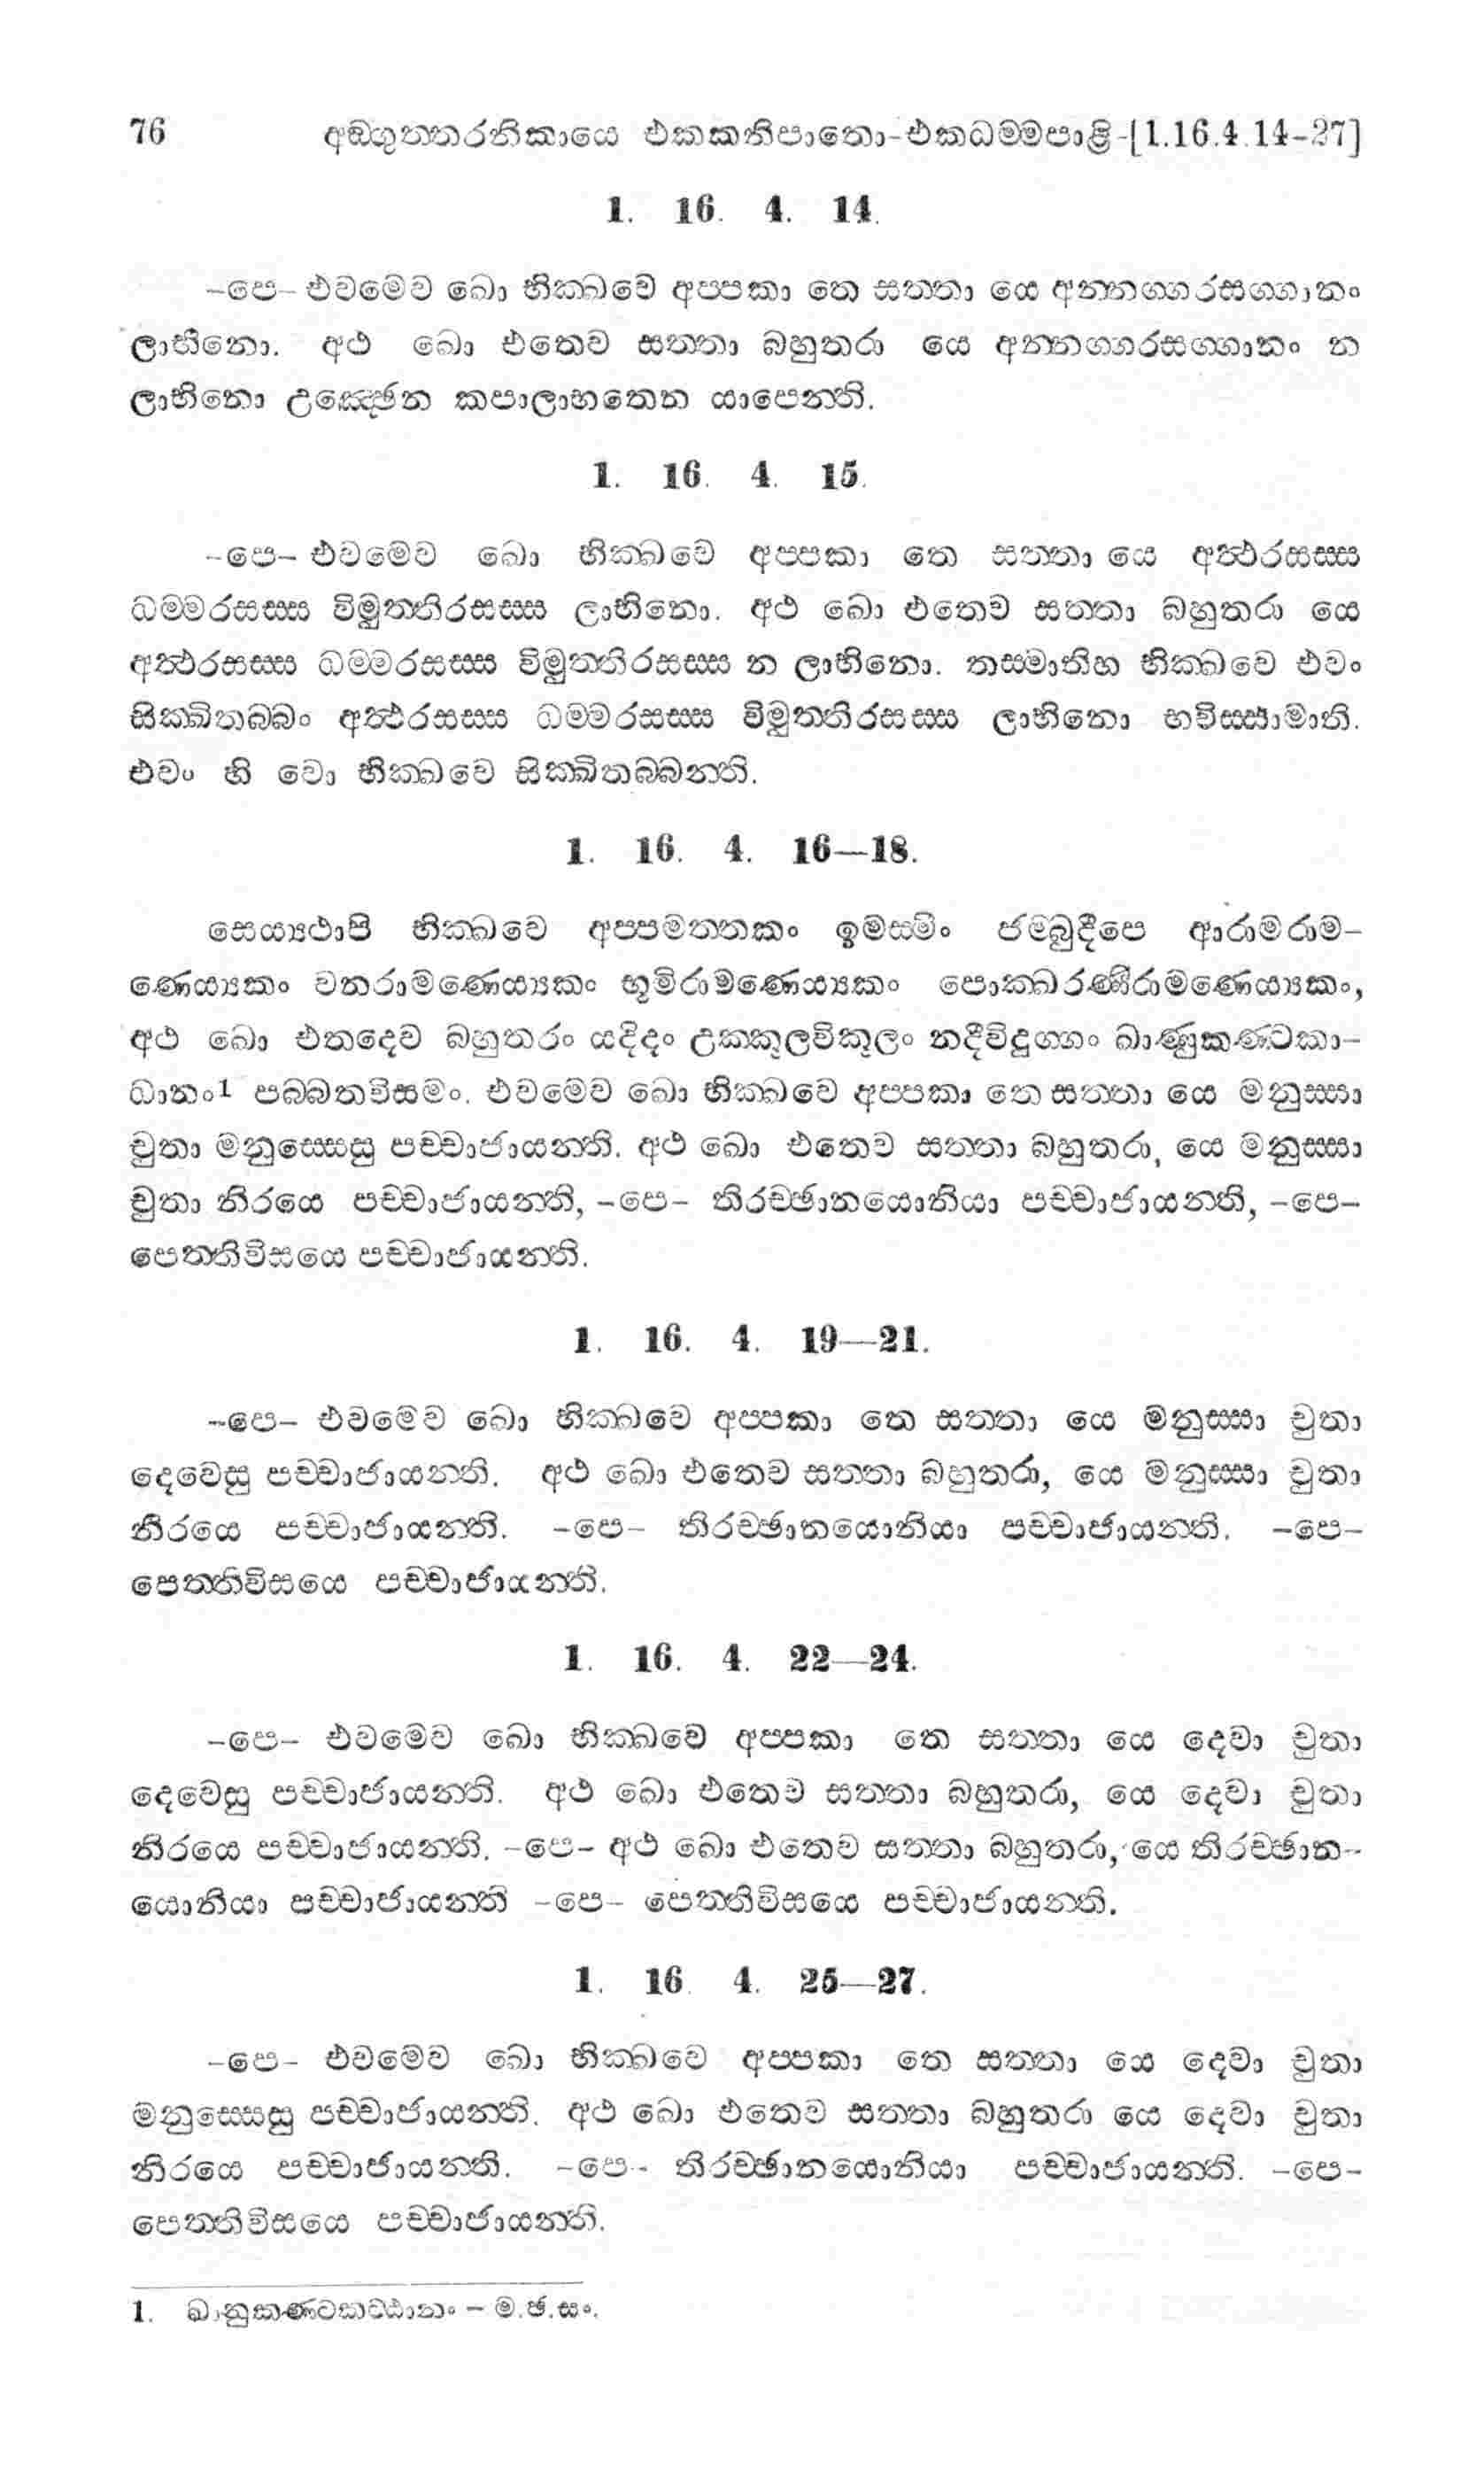 76 අඞගුත්තරනිකායෙ එකකනිපාතො-එකධම්මපාළි-[1.16.4.14-27]
1. 16. 4. 14.
-පෙ- එවමෙව ඛො භික්ඛවෙ අප්පකා තෙ සත්තා යෙ අන්නග්ගරසග්ගානං
ලාභිනො. අථ ඛො එතෙව සත්තා බහුතරා යෙ අන්නග්ගරසග්ගානං න
ලාභිනො උඤ්ඡෙන කපාලාභතෙන යාපෙන්ති.
1. 16. 4. 15.
-පෙ- එවමෙව ඛො භික්ඛවෙ අප්පකා තෙ සත්තා යෙ අත්ථරසස්ස
ධම්මරසස්ස විමුත්තිරසස්ස ලාභිනො. අථ ඛො එතෙව සත්තා බහුතරා යෙ
අත්ථරසස්ස ධම්මරසස්ස විමුත්තිරසස්ස න ලාභිනො. තස්මාතිහ භික්ඛවෙ එවං
සික්ඛිතබ්බං අත්ථරසස්ස ධම්මරසස්ස විමුත්තිරසස්ස ලාභිනො භවිස්සාමාති.
එවං හි වො භික්ඛවෙ සික්ඛිතබ්බන්ති.
1. 16. 4. 16—18.
සෙය්‍යථාපි භික්ඛවෙ අප්පමත්තකං ඉමස්මිං ජම්බුදීපෙ ආරාමරාම-
ණෙය්‍යකං වනරාමණෙය්‍යකං භූමිරාමණෙය්‍යකං පොක්ඛරණීරාමණෙය්‍යකං,
අථ ඛො එතදෙව බහුතරං යදිදං උක්කූලවිකූලං නදීවිදුග්ගං ඛාණුකණ්ටකා-
ධානං1 පබ්බතවිසමං. එවමෙව ඛො භික්ඛවෙ අප්පකා තෙ සත්තා යෙ මනුස්සා
චුතා මනුස්සෙසු පච්චාජායන්ති. අථ ඛො එතෙව සත්තා බහුතරා, යෙ මනුස්සා
චුතා නිරයෙ පච්චාජායන්ති, -පෙ- තිරච්ඡානයොනියා පච්චාජායන්ති, -පෙ-
පෙත්තිවිසයෙ පච්චාජායන්ති.
1. 16. 4. 19—21.
-පෙ- එවමෙව ඛො භික්ඛවෙ අප්පකා තෙ සත්තා යෙ මනුස්සා චුතා
දෙවෙසු පච්චාජායන්ති. අථ ඛො එතෙව සත්තා බහුතරා, යෙ මනුස්සා චුතා
නිරයෙ පච්චාජායන්ති. -පෙ- තිරච්ඡානයොනියා පච්චාජායන්ති. -පෙ-
පෙත්තිවිසයෙ පච්චාජායන්ති.
1. 16. 4. 22—24.
-පෙ- එවමෙව ඛො භික්ඛවෙ අප්පකා තෙ සත්තා යෙ දෙවා චුතා
දෙවෙසු පච්චාජායන්ති. අථ ඛො එතෙව සත්තා බහුතරා, යෙ දෙවා චුතා
නිරයෙ පච්චාජායන්ති. -පෙ- අථ ඛො එතෙව සත්තා බහුතරා, යෙ තිරච්ඡාන-
යොනියා පච්චාජායන්ති -පෙ- පෙත්තිවිසයෙ පච්චාජායන්ති.
1. 16. 4. 25—27.
-පෙ- එවමෙව ඛො භික්ඛවෙ අප්පකා තෙ සත්තා යෙ දෙවා චුතා
මනුස්සෙසු පච්චාජායන්ති. අථ ඛො එතෙව සත්තා බහුතරා යෙ දෙවා චුතා
නිරයෙ පච්චාජායන්ති. -පෙ- තිරච්ඡානයොනියා පච්චාජායන්ති. -පෙ-
පෙත්තිවිසයෙ පච්චාජායන්ති.
1. ඛානුකණ්ටකට්ඨානං – ම.ඡ.සං.